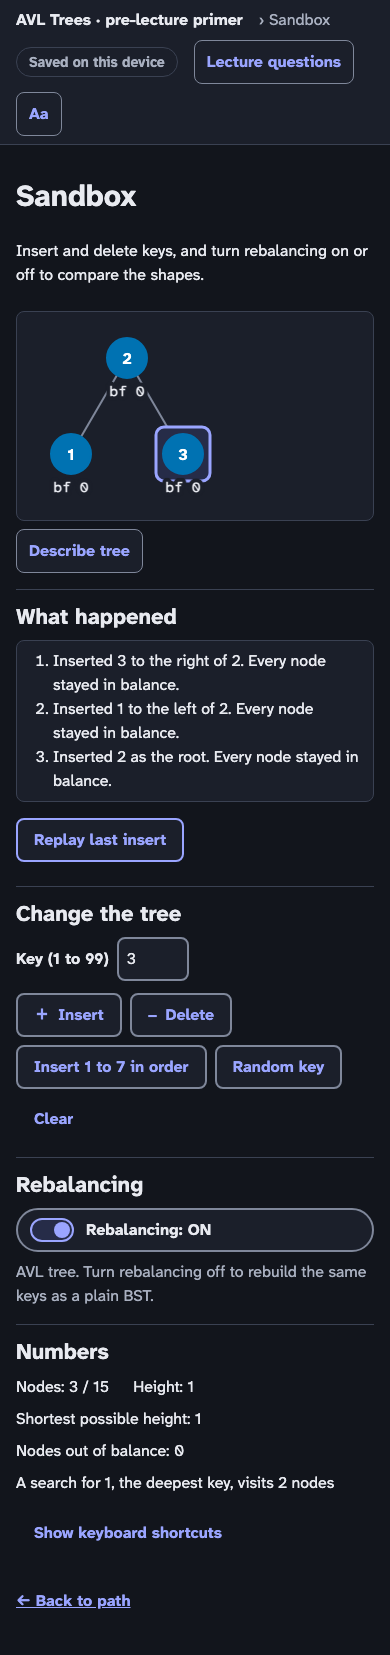 AVL Trees · pre-lecture primer › Sandbox
Saved on this device
Lecture questions
Aa
Sandbox
Insert and delete keys, and turn rebalancing on or
off to compare the shapes.
2
bf 0
1
3
bf 0
bf 0
Describe tree
What happened
1. Inserted 3 to the right of 2. Every node
stayed in balance.
2. Inserted 1 to the left of 2. Every node
stayed in balance.
3. Inserted 2 as the root. Every node stayed in
balance.
Replay last insert
Change the tree
Key (1 to 99) 3
+ Insert
− Delete
Insert 1 to 7 in order
Random key
Clear
Rebalancing
Rebalancing: ON
AVL tree. Turn rebalancing off to rebuild the same
keys as a plain BST.
Numbers
Nodes: 3 / 15 Height: 1
Shortest possible height: 1
Nodes out of balance: 0
A search for 1, the deepest key, visits 2 nodes
Show keyboard shortcuts
← Back to path